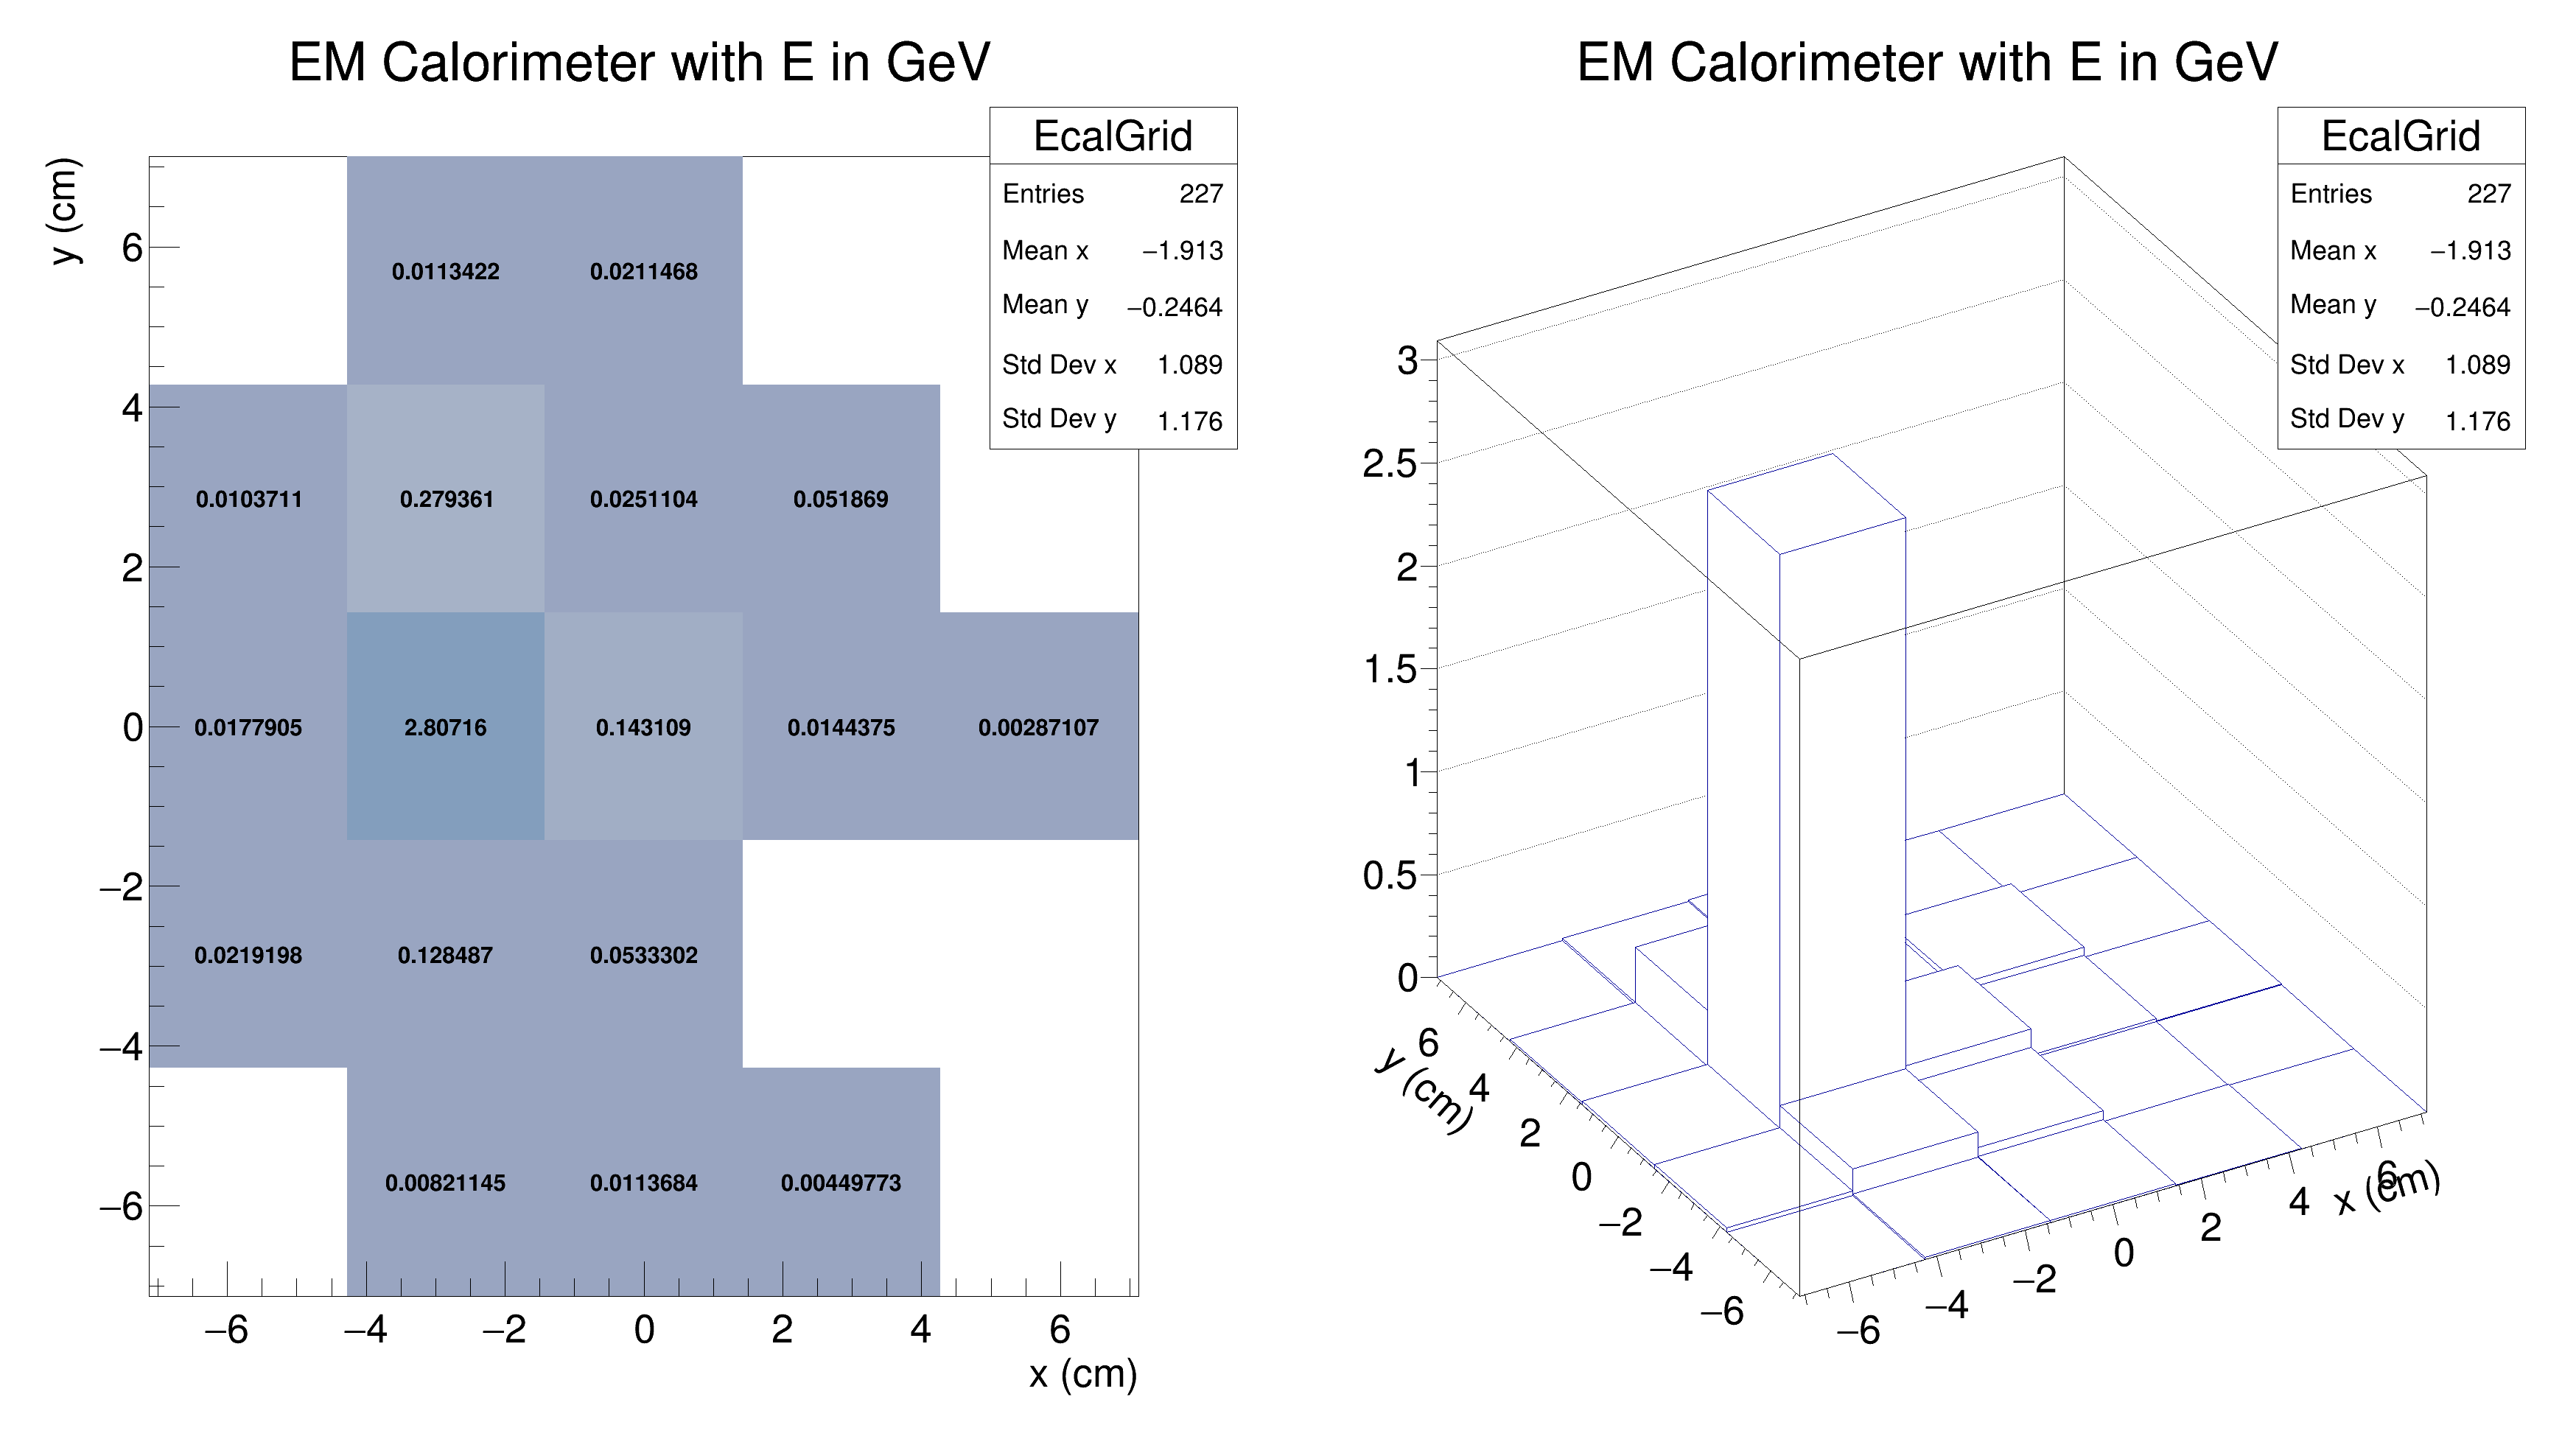 EM Calorimeter with E in GeV
EcalGrid
Entries 227
Mean x −1.913
Mean y −0.2464
Std Dev x 1.089
Std Dev y 1.176
y (cm)
6
4
2
0
−2
−4
−6
0.0113422 0.0211468
0.0103711 0.279361 0.0251104 0.051869
0.0177905 2.80716 0.143109 0.0144375 0.00287107
0.0219198 0.128487 0.0533302
0.00821145 0.0113684 0.00449773
−6 −4 −2 0 2 4 6
x (cm)
EM Calorimeter with E in GeV
EcalGrid
Entries 227
Mean x −1.913
Mean y −0.2464
Std Dev x 1.089
Std Dev y 1.176
3
2.5
2
1.5
1
0.5
0
y (cm)
6
4
2
0
−2
−4
−6
−6 −4 −2 0 2 4 6
x (cm)